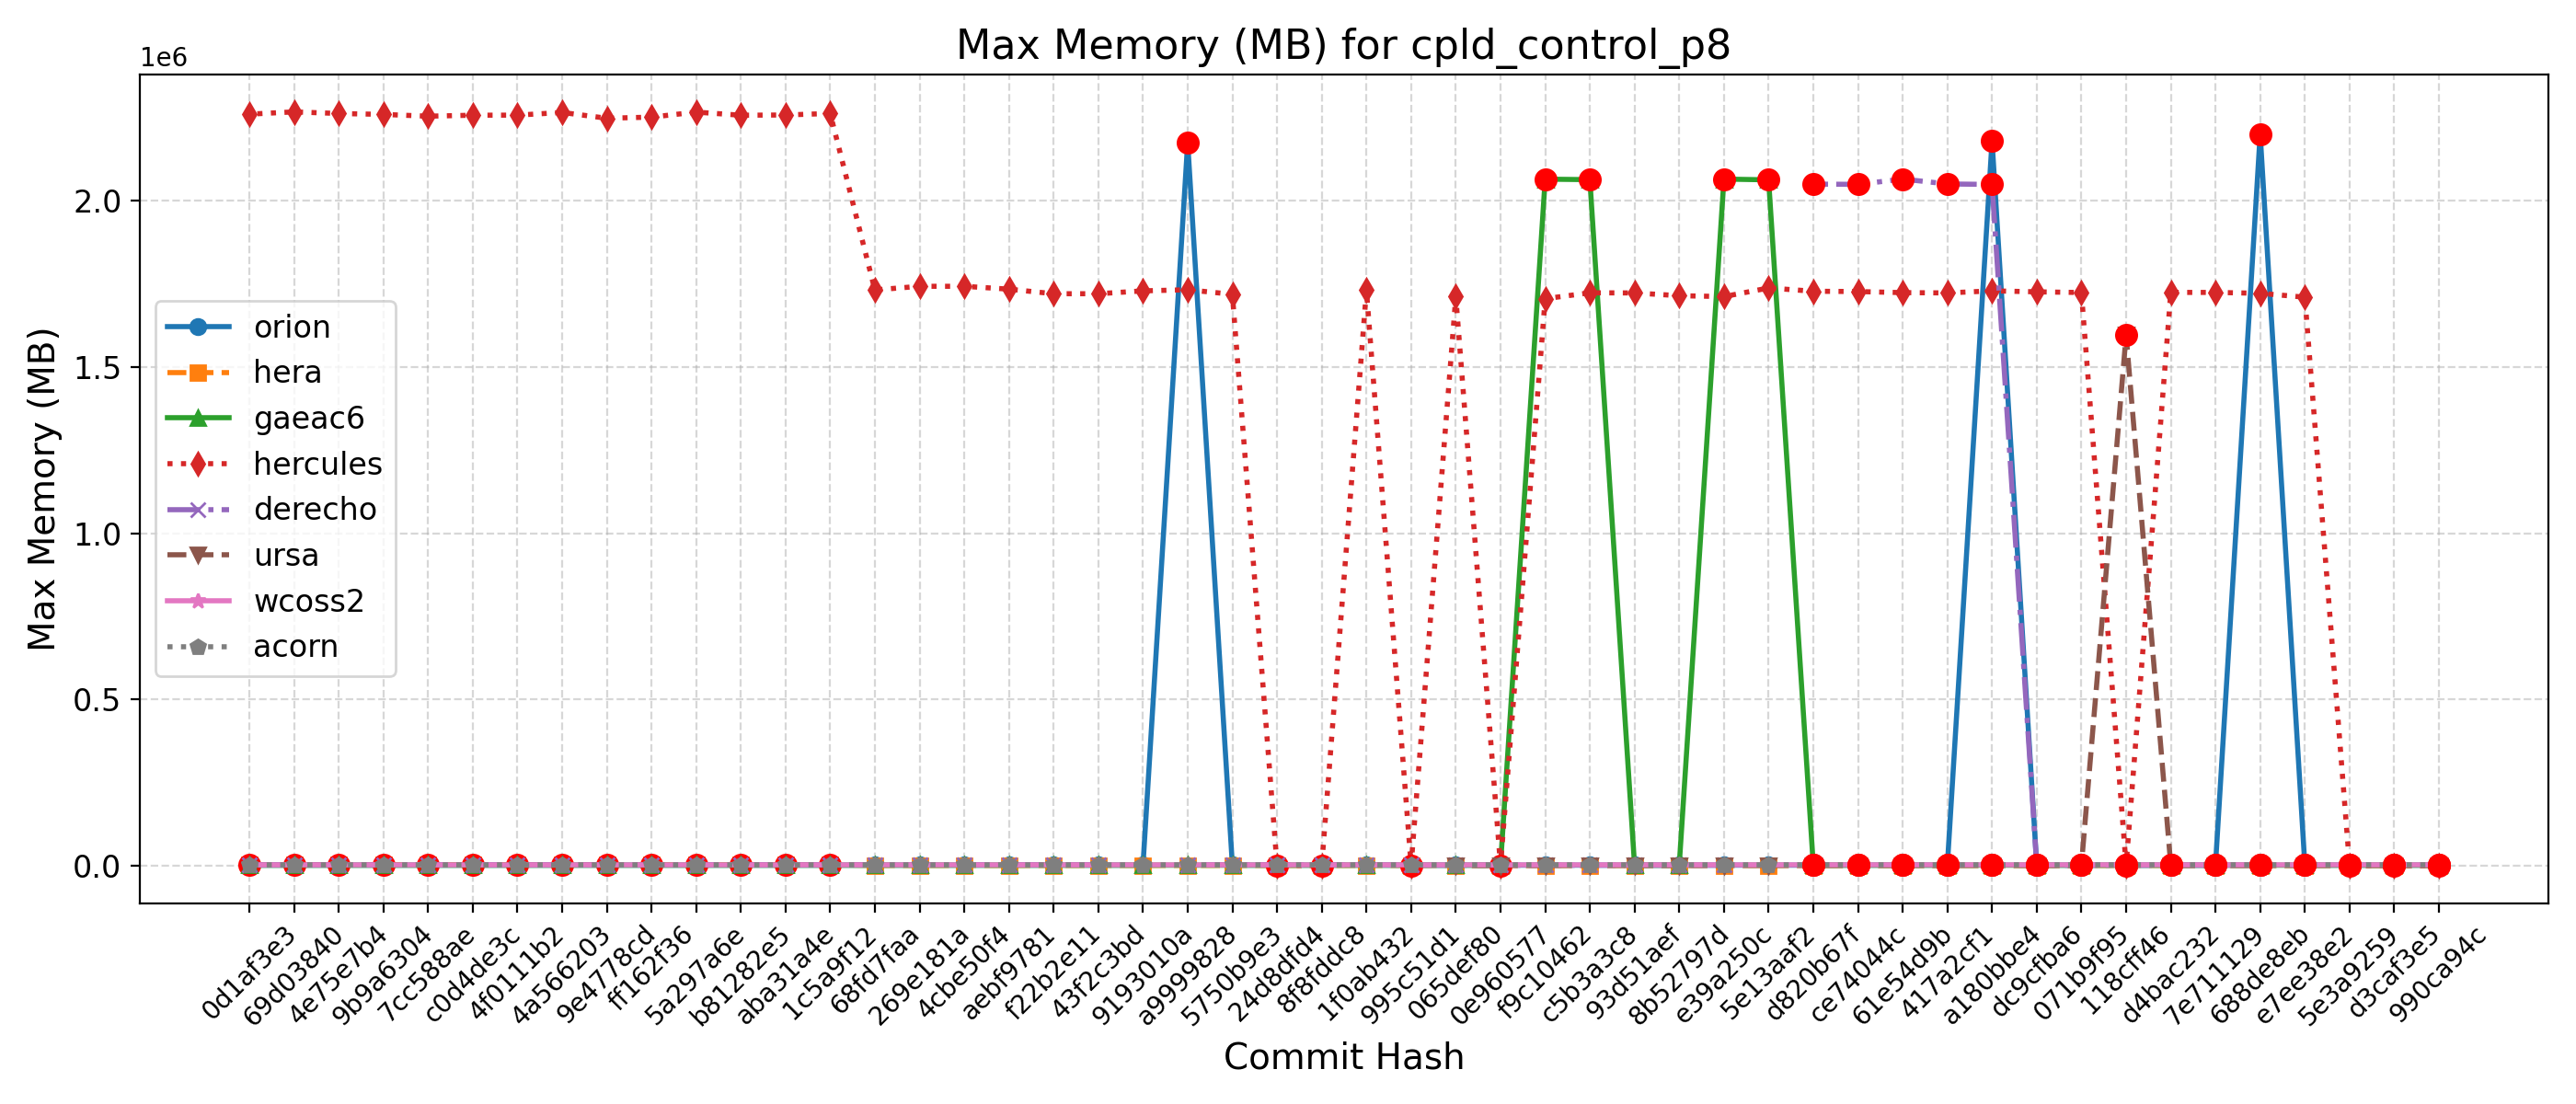 Max Memory (MB) for cpld_control_p8
1e6
2.0
1.5
1.0
0.5
0.0
Max Memory (MB)
orion
hera
gaeac6
hercules
derecho
ursa
wcoss2
acorn
0d1af3e3
69d03840
4e75e7b4
9b9a6304
7cc588ae
c0d4de3c
4f0111b2
4a566203
9e4778cd
ff162f36
5a297a6e
b81282e5
aba31a4e
1c5a9f12
68fd7faa
269e181a
4cbe50f4
aebf9781
f22b2e11
43f2c3bd
9193010a
a9999828
5750b9e3
24d8dfd4
8f8fddc8
1f0ab432
995c51d1
065def80
0e960577
f9c10462
c5b3a3c8
93d51aef
8b52797d
e39a250c
5e13aaf2
d820b67f
ce74044c
61e54d9b
417a2cf1
a180bbe4
dc9cfba6
071b9f95
118cff46
d4bac232
7e711129
688de8eb
e7ee38e2
5e3a9259
d3caf3e5
990ca94c
Commit Hash